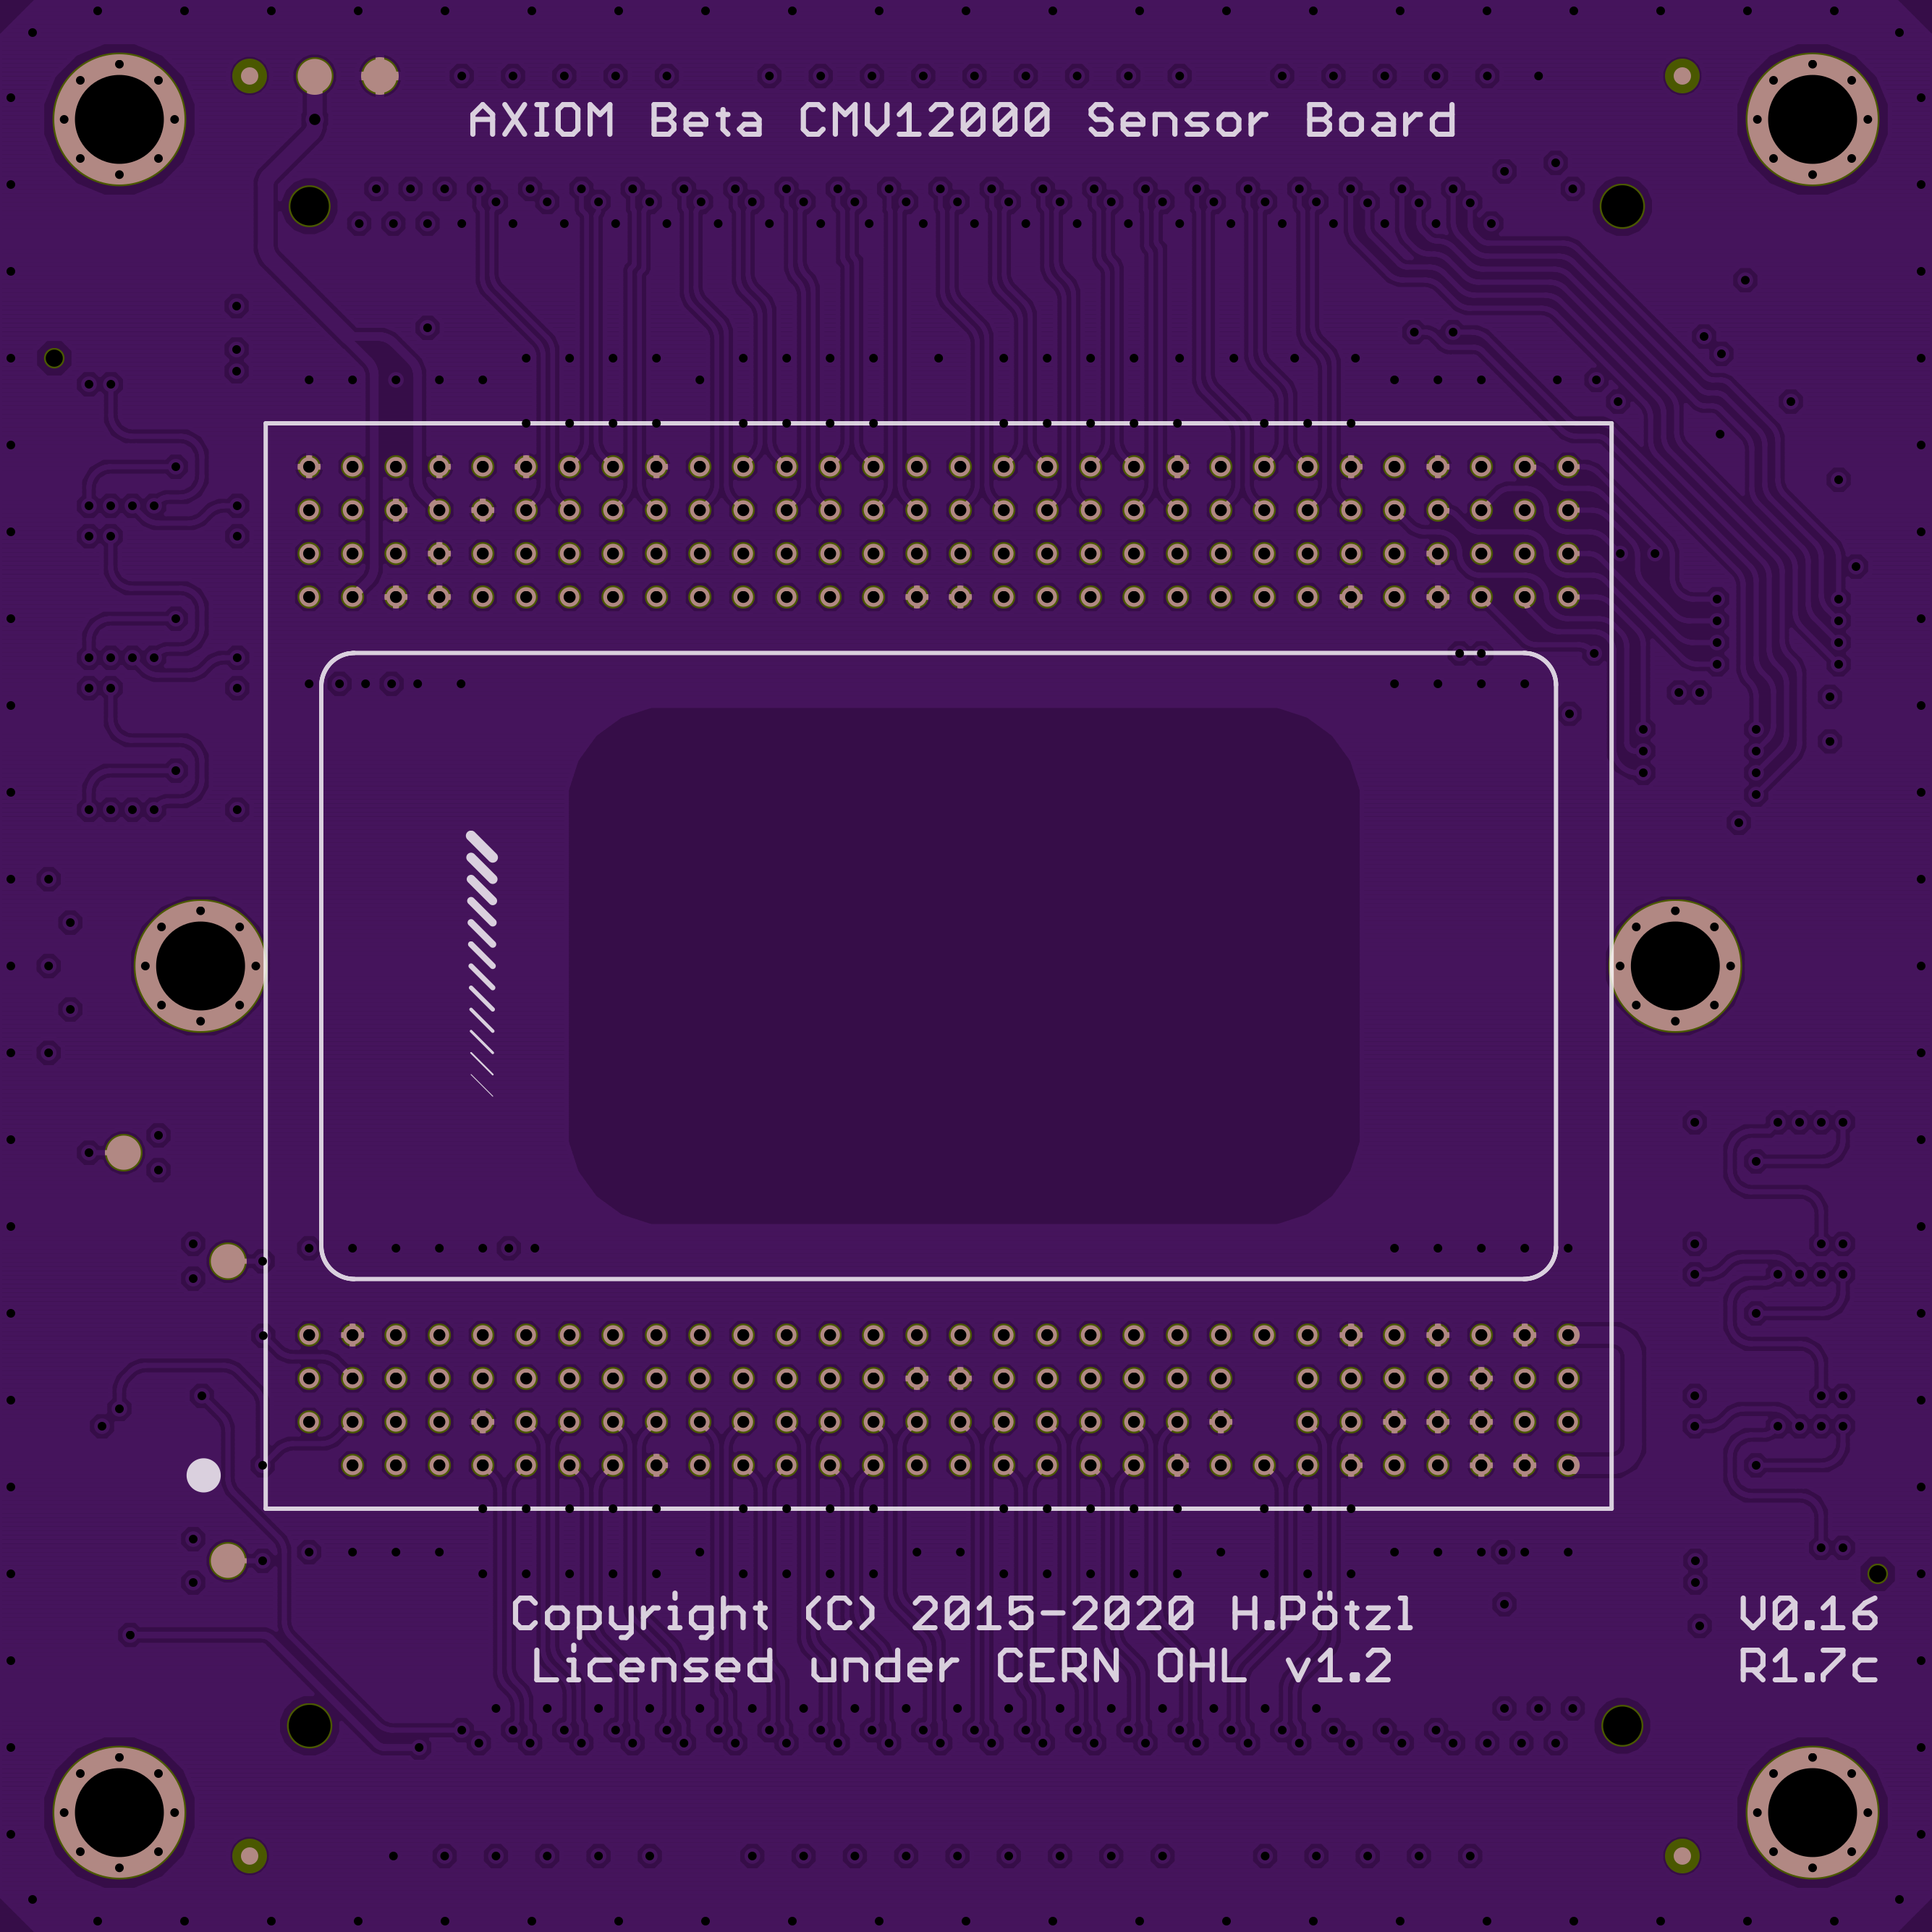 AXIOM Beta CMV12000 Sensor Board
Copyright (C) 2015-2020 H.Pötzl
Licensed under CERN OHL v1.2
V0.16
R1.7c